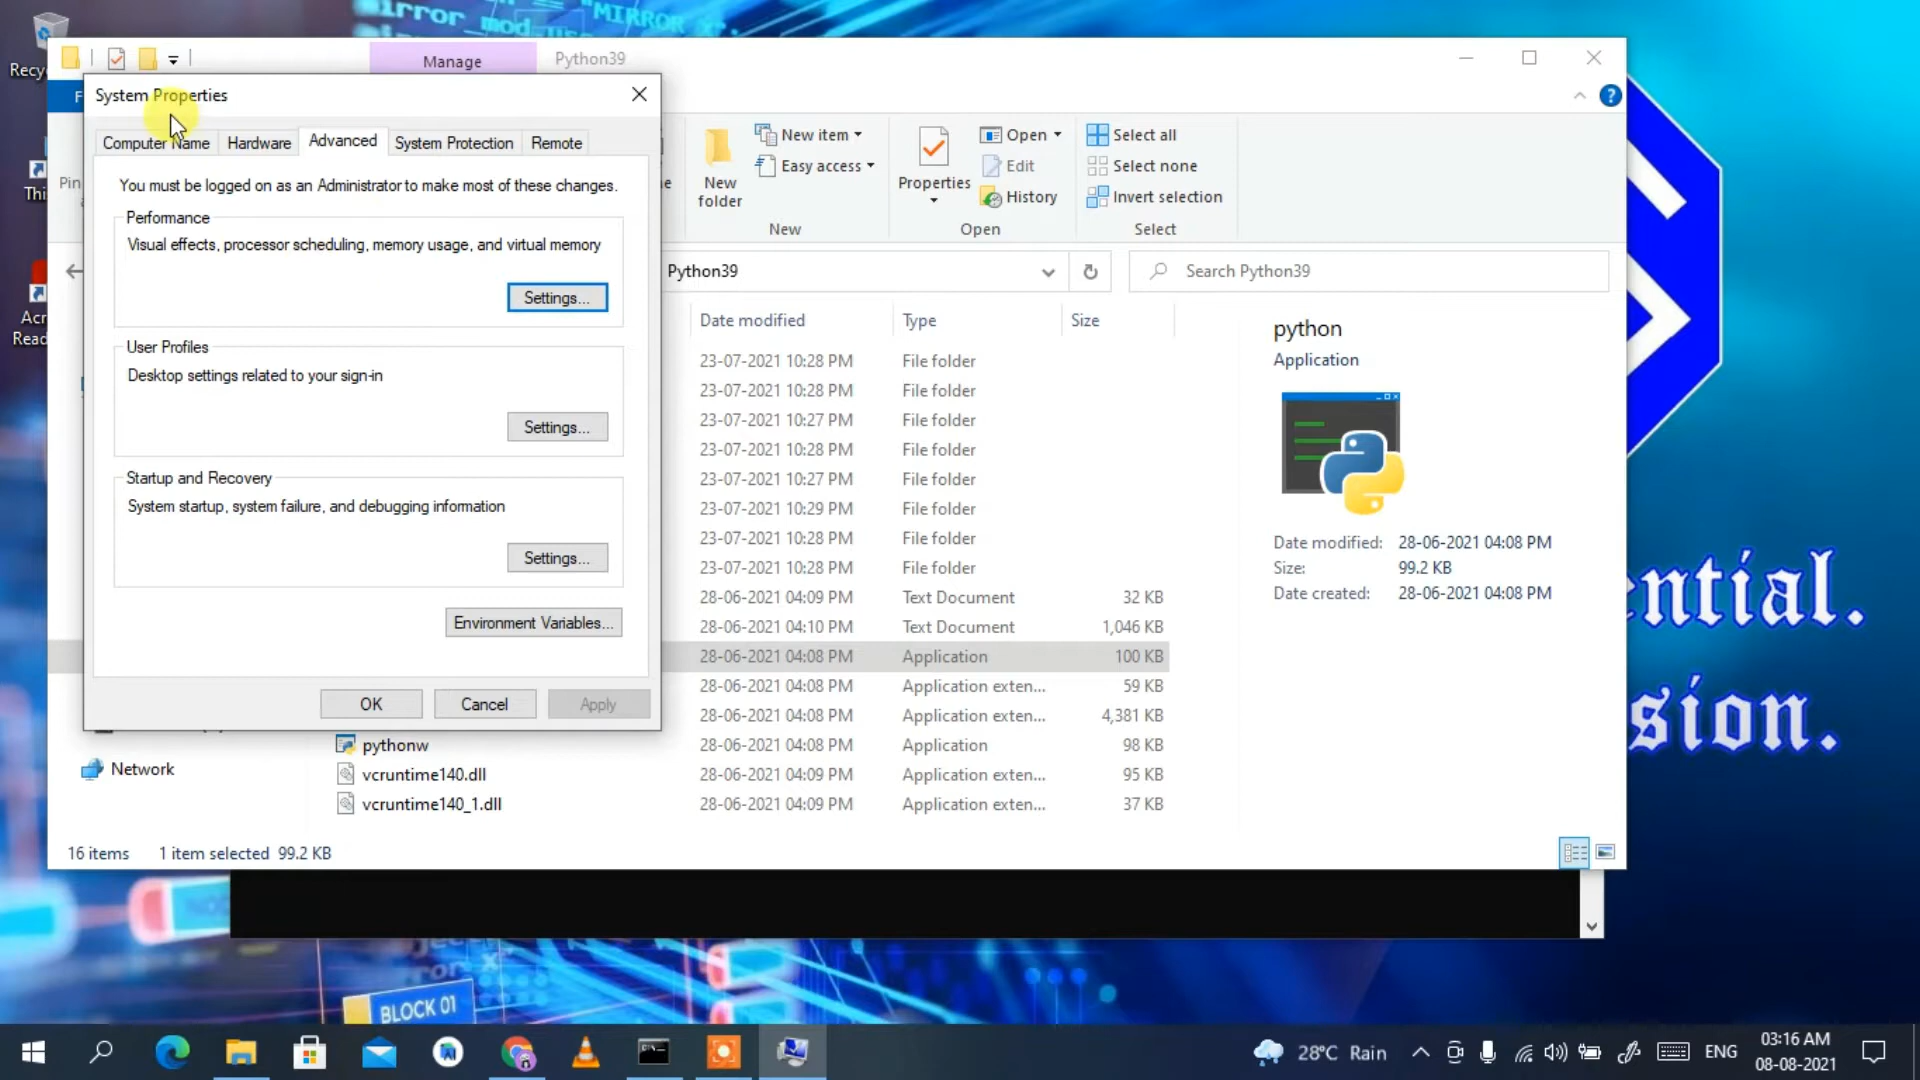 Manage
Python39
System Properties
Computer Name
Hardware
Advanced
System Protection
Remote
You must be logged on as an Administrator to make most of these changes.
Performance
Visual effects, processor scheduling, memory usage, and virtual memory
Settings...
User Profiles
Desktop settings related to your sign-in
Settings...
Startup and Recovery
System startup, system failure, and debugging information
Settings...
Environment Variables...
OK
Cancel
Apply
New item
Easy access
New folder
New
Properties
Open
Edit
History
Open
Select all
Select none
Invert selection
Select
Python39
Search Python39
Date modified Type Size
23-07-2021 10:28 PM File folder
23-07-2021 10:28 PM File folder
23-07-2021 10:27 PM File folder
23-07-2021 10:28 PM File folder
23-07-2021 10:27 PM File folder
23-07-2021 10:29 PM File folder
23-07-2021 10:28 PM File folder
23-07-2021 10:28 PM File folder
28-06-2021 04:09 PM Text Document 32 KB
28-06-2021 04:10 PM Text Document 1,046 KB
28-06-2021 04:08 PM Application 100 KB
28-06-2021 04:08 PM Application exten... 59 KB
28-06-2021 04:08 PM Application exten... 4,381 KB
pythonw 28-06-2021 04:08 PM Application 98 KB
vcruntime140.dll 28-06-2021 04:09 PM Application exten... 95 KB
vcruntime140_1.dll 28-06-2021 04:09 PM Application exten... 37 KB
Network
python
Application
Date modified: 28-06-2021 04:08 PM
Size: 99.2 KB
Date created: 28-06-2021 04:08 PM
16 items 1 item selected 99.2 KB
BLOCK 01
28°C Rain
ENG
03:16 AM
08-08-2021